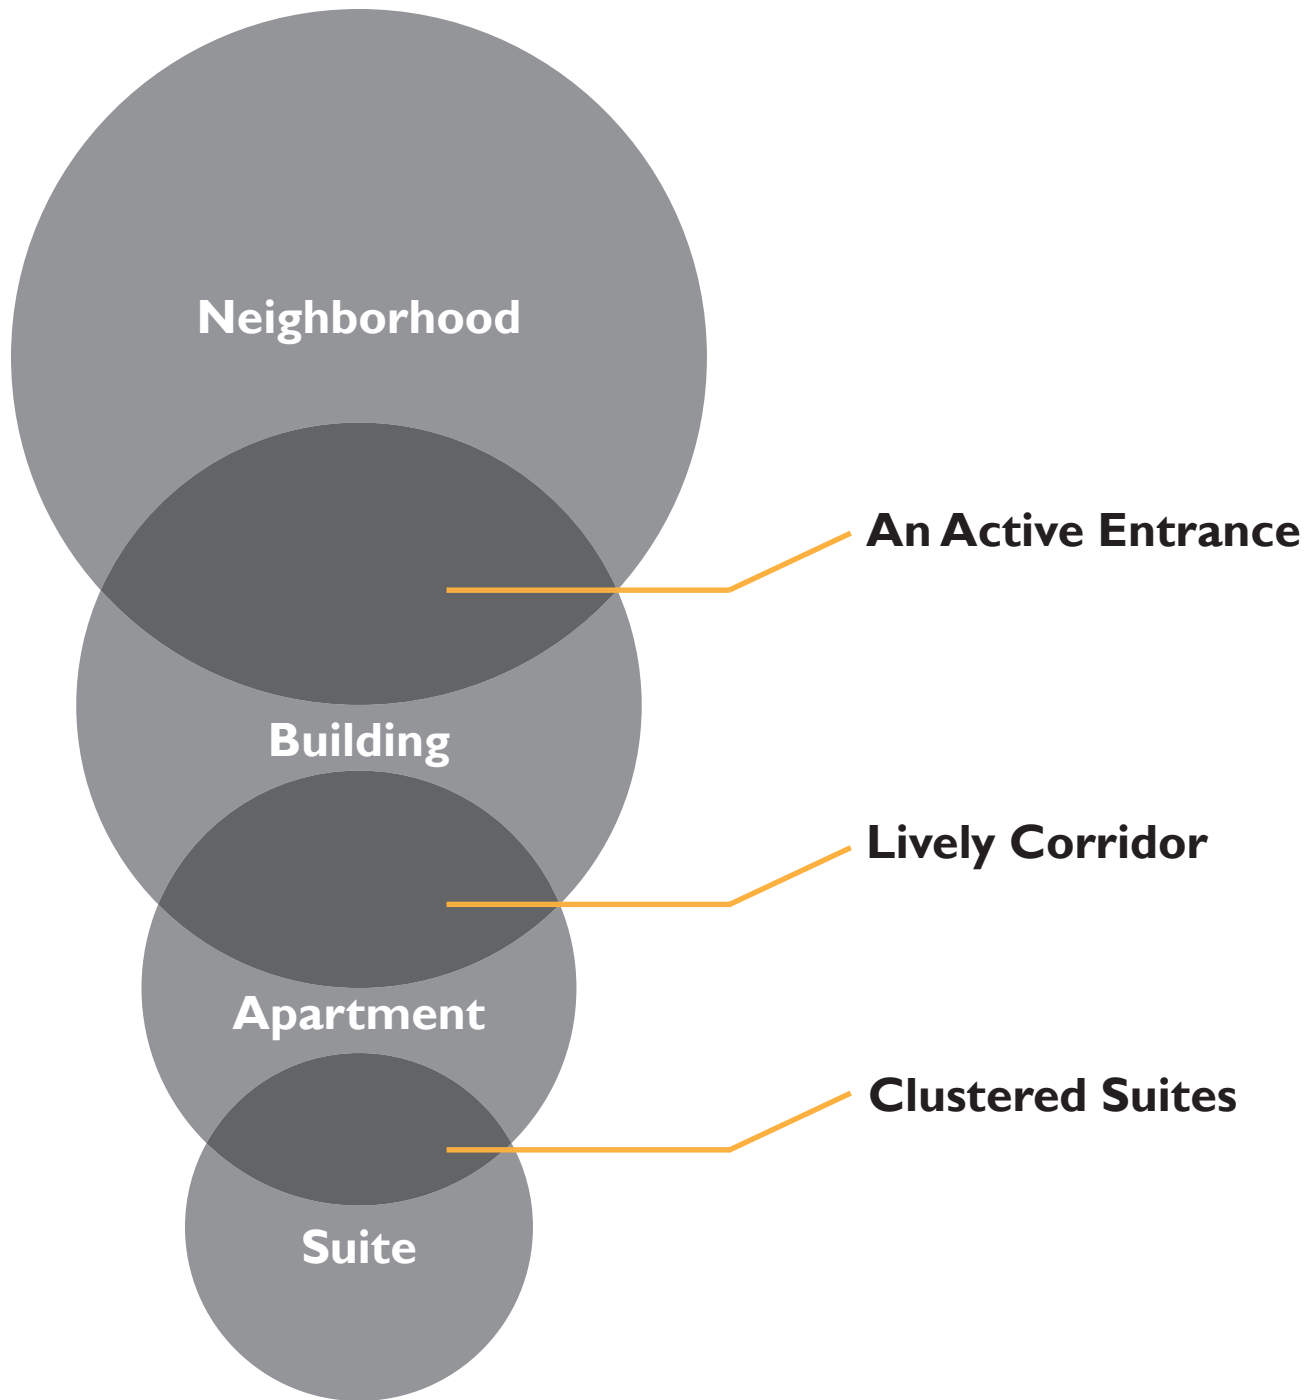 Neighborhood
An Active Entrance
Building
Lively Corridor
Apartment
Clustered Suites
Suite